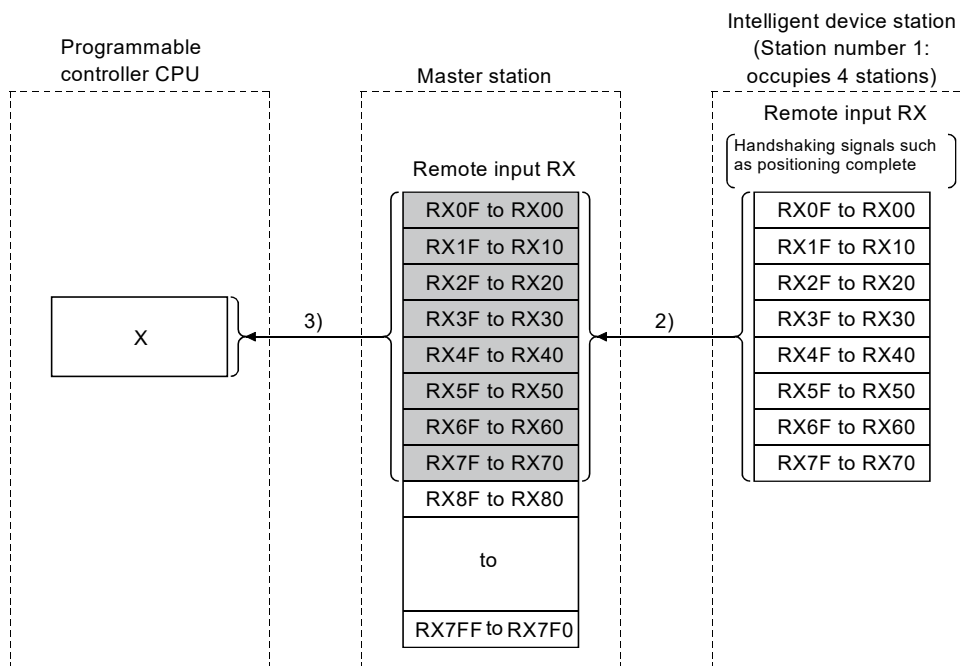 Programmable
controller CPU
Master station
Intelligent device station
(Station number 1:
occupies 4 stations)
Remote input RX
Handshaking signals such
as positioning complete
Remote input RX
RX0F to RX00
RX1F to RX10
RX2F to RX20
RX3F to RX30
RX4F to RX40
RX5F to RX50
RX6F to RX60
RX7F to RX70
RX8F to RX80
to
RX7FF to RX7F0
RX0F to RX00
RX1F to RX10
RX2F to RX20
RX3F to RX30
RX4F to RX40
RX5F to RX50
RX6F to RX60
RX7F to RX70
X
3)
2)